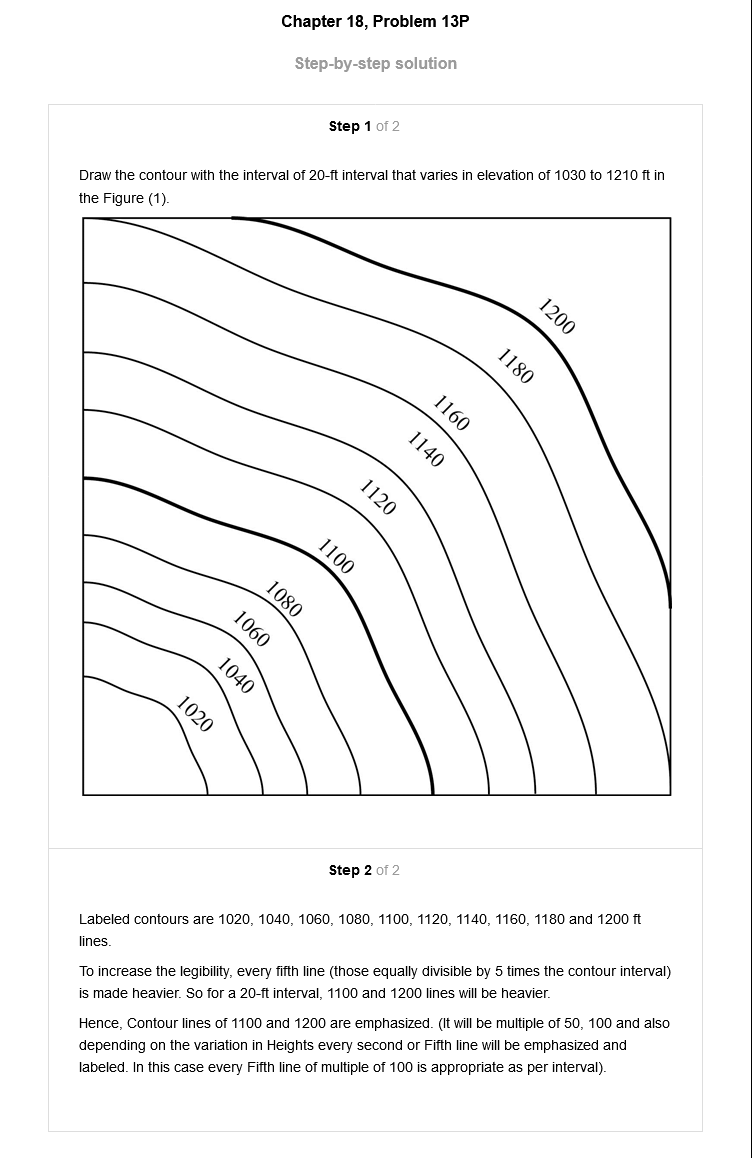 Chapter 18, Problem 13P
Step-by-step solution
Step 1 of 2
Draw the contour with the interval of 20-ft interval that varies in elevation of 1030 to 1210 ft in
the Figure (1).
1200
1180
1160
1140
1120
1100
1080
1060
1040
1020
Step 2 of 2
Labeled contours are 1020, 1040, 1060, 1080, 1100, 1120, 1140, 1160, 1180 and 1200 ft
lines.
To increase the legibility, every fifth line (those equally divisible by 5 times the contour interval)
is made heavier. So for a 20-ft interval, 1100 and 1200 lines will be heavier.
Hence, Contour lines of 1100 and 1200 are emphasized. (It will be multiple of 50, 100 and also
depending on the variation in Heights every second or Fifth line will be emphasized and
labeled. In this case every Fifth line of multiple of 100 is appropriate as per interval).